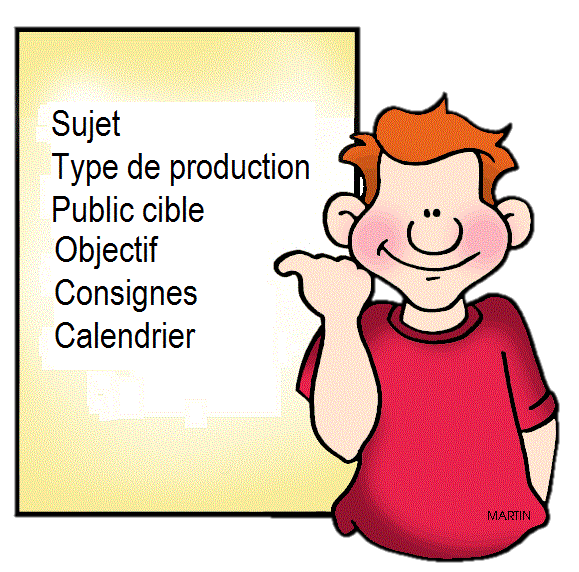 Sujet
Type de production
Public cible
Objectif
Consignes
Calendrier
MARTIN